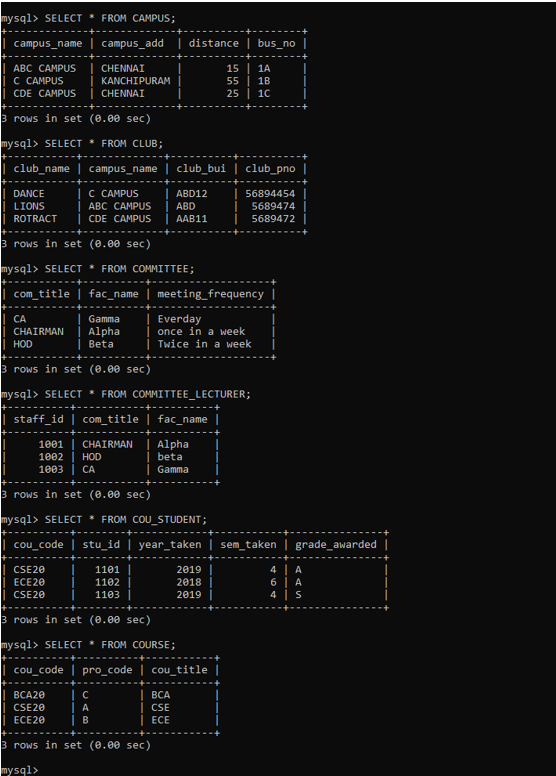 mysql> SELECT * FROM CAMPUS;
+-------------+-------------+----------+--------+
| campus_name | campus_add  | distance | bus_no |
+-------------+-------------+----------+--------+
| ABC CAMPUS  | CHENNAI     |       15 | 1A     |
| C CAMPUS    | KANCHIPURAM |       55 | 1B     |
| CDE CAMPUS  | CHENNAI     |       25 | 1C     |
+-------------+-------------+----------+--------+
3 rows in set (0.00 sec)
mysql> SELECT * FROM CLUB;
+-----------+-------------+----------+----------+
| club_name | campus_name | club_bui | club_pno |
+-----------+-------------+----------+----------+
| DANCE     | C CAMPUS    | ABD12    | 56894454 |
| LIONS     | ABC CAMPUS  | ABD      |  5689474 |
| ROTRACT   | CDE CAMPUS  | AAB11    |  5689472 |
+-----------+-------------+----------+----------+
3 rows in set (0.00 sec)
mysql> SELECT * FROM COMMITTEE;
+-----------+----------+-------------------+
| com_title | fac_name | meeting_frequency |
+-----------+----------+-------------------+
| CA        | Gamma    | Everday           |
| CHAIRMAN  | Alpha    | once in a week    |
| HOD       | Beta     | Twice in a week   |
+-----------+----------+-------------------+
3 rows in set (0.00 sec)
mysql> SELECT * FROM COMMITTEE_LECTURER;
+----------+-----------+----------+
| staff_id | com_title | fac_name |
+----------+-----------+----------+
|     1001 | CHAIRMAN  | Alpha    |
|     1002 | HOD       | beta     |
|     1003 | CA        | Gamma    |
+----------+-----------+----------+
3 rows in set (0.00 sec)
mysql> SELECT * FROM COU_STUDENT;
+----------+--------+------------+-----------+---------------+
| cou_code | stu_id | year_taken | sem_taken | grade_awarded |
+----------+--------+------------+-----------+---------------+
| CSE20    |   1101 |       2019 |         4 | A             |
| ECE20    |   1102 |       2018 |         6 | A             |
| CSE20    |   1103 |       2019 |         4 | S             |
+----------+--------+------------+-----------+---------------+
3 rows in set (0.00 sec)
mysql> SELECT * FROM COURSE;
+----------+----------+-----------+
| cou_code | pro_code | cou_title |
+----------+----------+-----------+
| BCA20    | C        | BCA       |
| CSE20    | A        | CSE       |
| ECE20    | B        | ECE       |
+----------+----------+-----------+
3 rows in set (0.00 sec)
mysql>